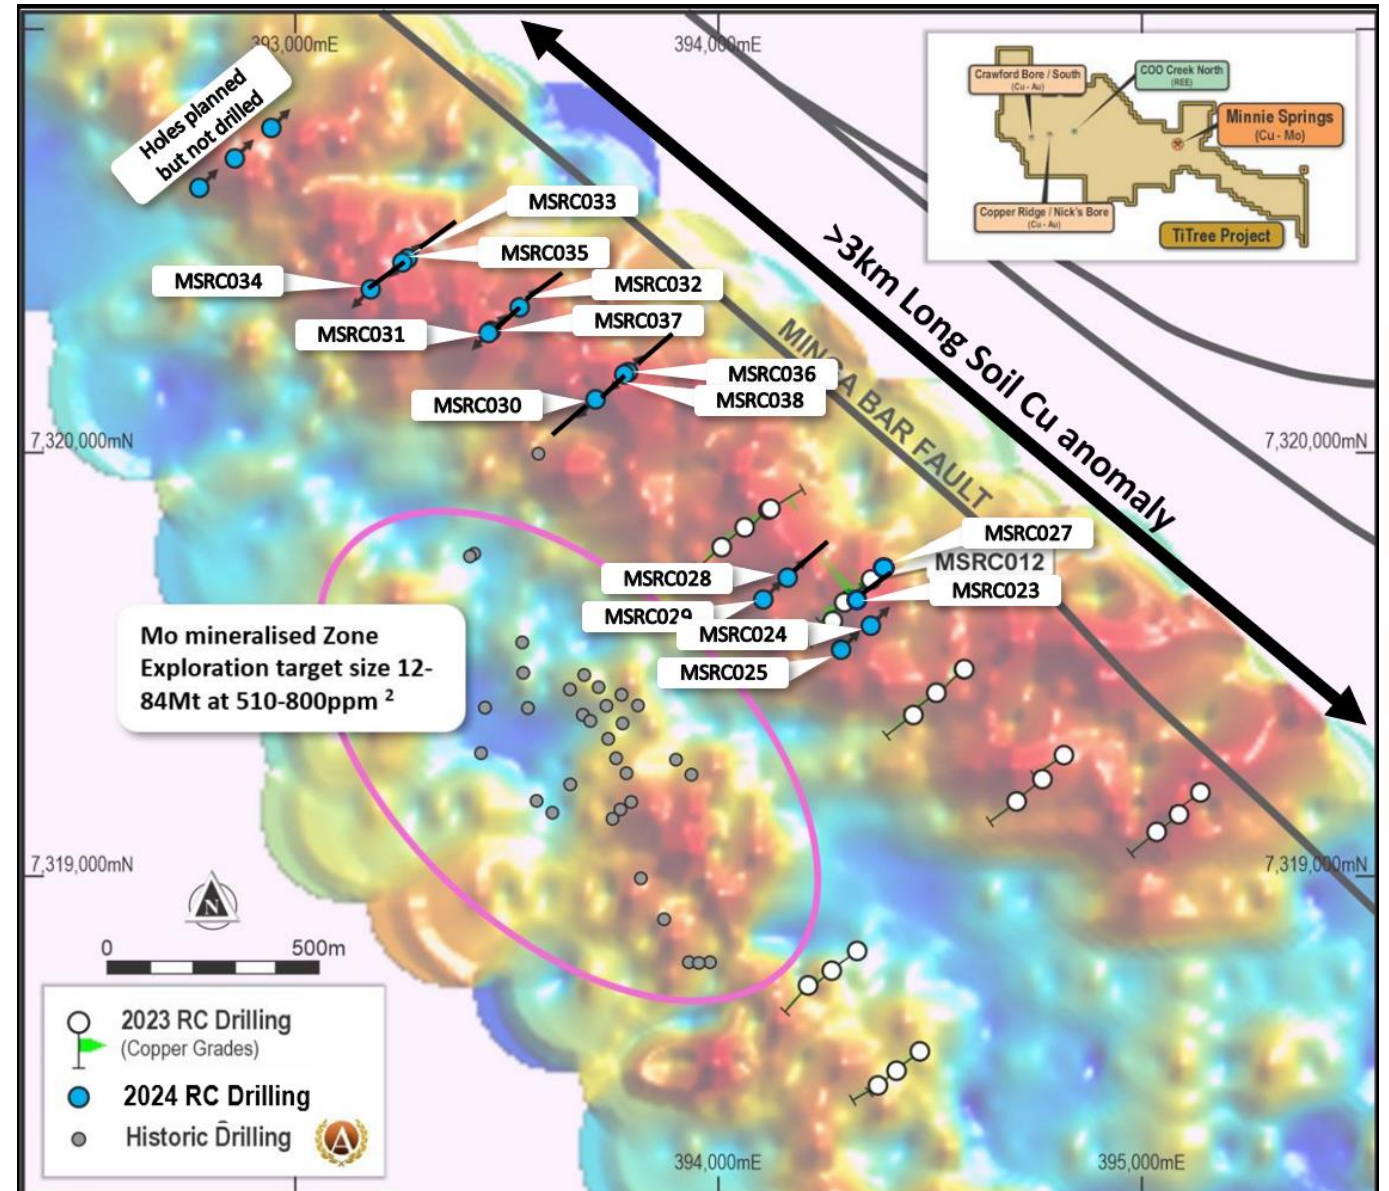 393,000mE
394,000mE
Holes planned
but not drilled
Crawford Bore / South
(Cu - Au)
COO Creek North
(REE)
Minnie Springs
(Cu - Mo)
Copper Ridge / Nick's Bore
(Cu - Au)
TiTree Project
>3km Long Soil Cu anomaly
MSRC033
MSRC035
MSRC034
MSRC032
MSRC037
MSRC031
MSRC036
MSRC038
MSRC030
MINGA BAR FAULT
7,320,000mN
7,320,000mN
MSRC027
MSRC012
MSRC028
MSRC023
MSRC029
MSRC024
MSRC025
Mo mineralised Zone
Exploration target size 12-
84Mt at 510-800ppm 2
7,319,000mN
7,319,000mN
N
0 500m
2023 RC Drilling
(Copper Grades)
2024 RC Drilling
Historic Drilling
A
394,000mE
395,000mE